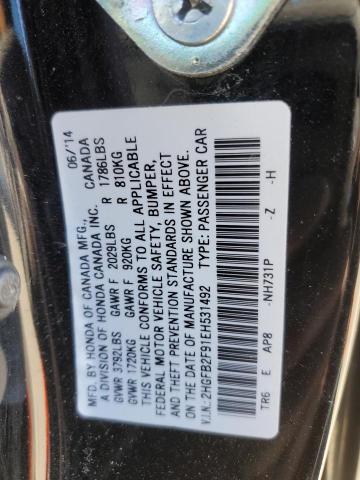 MFD. BY HONDA OF CANADA MFG., 06/'14
A DIVISION OF HONDA CANADA INC. CANADA
GVWR 3792LBS GAWR F 2029LBS R 1786LBS
GVWR 1720KG GAWR F 920KG R 810KG
THIS VEHICLE CONFORMS TO ALL APPLICABLE
FEDERAL MOTOR VEHICLE SAFETY, BUMPER,
AND THEFT PREVENTION STANDARDS IN EFFECT
ON THE DATE OF MANUFACTURE SHOWN ABOVE.
V.I.N.: 2HGFB2F91EH531492 TYPE: PASSENGER CAR
TR6 E AP8 -NH731P -Z -H